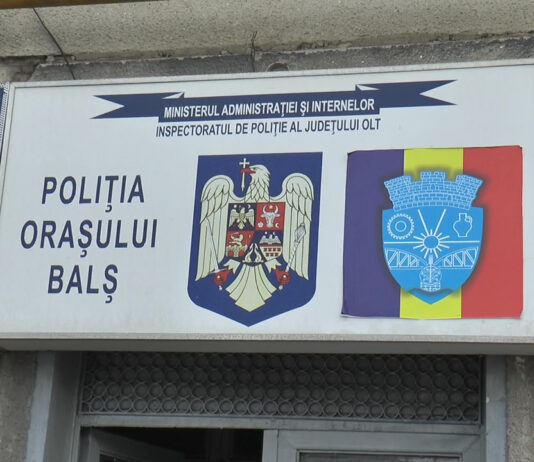 MINISTERUL ADMINISTRAȚIEI ȘI INTERNELOR
INSPECTORATUL DE POLIȚIE AL JUDEȚULUI OLT
POLIȚIA
ORAȘULUI
BALȘ